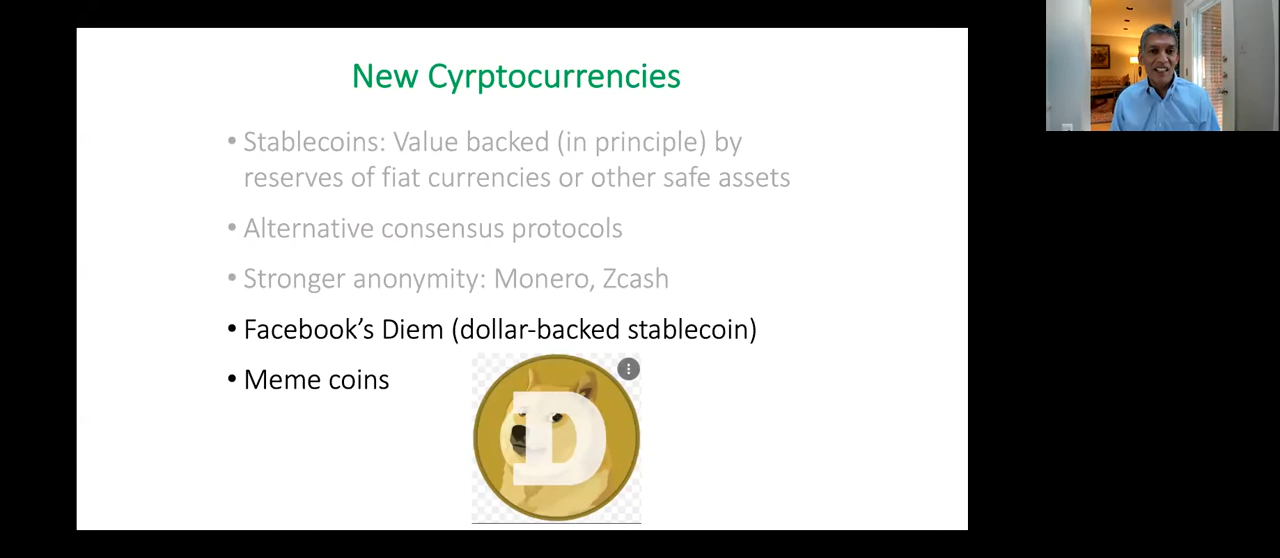 New Cyrptocurrencies
• Stablecoins: Value backed (in principle) by
reserves of fiat currencies or other safe assets
• Alternative consensus protocols
• Stronger anonymity: Monero, Zcash
• Facebook’s Diem (dollar-backed stablecoin)
• Meme coins
D